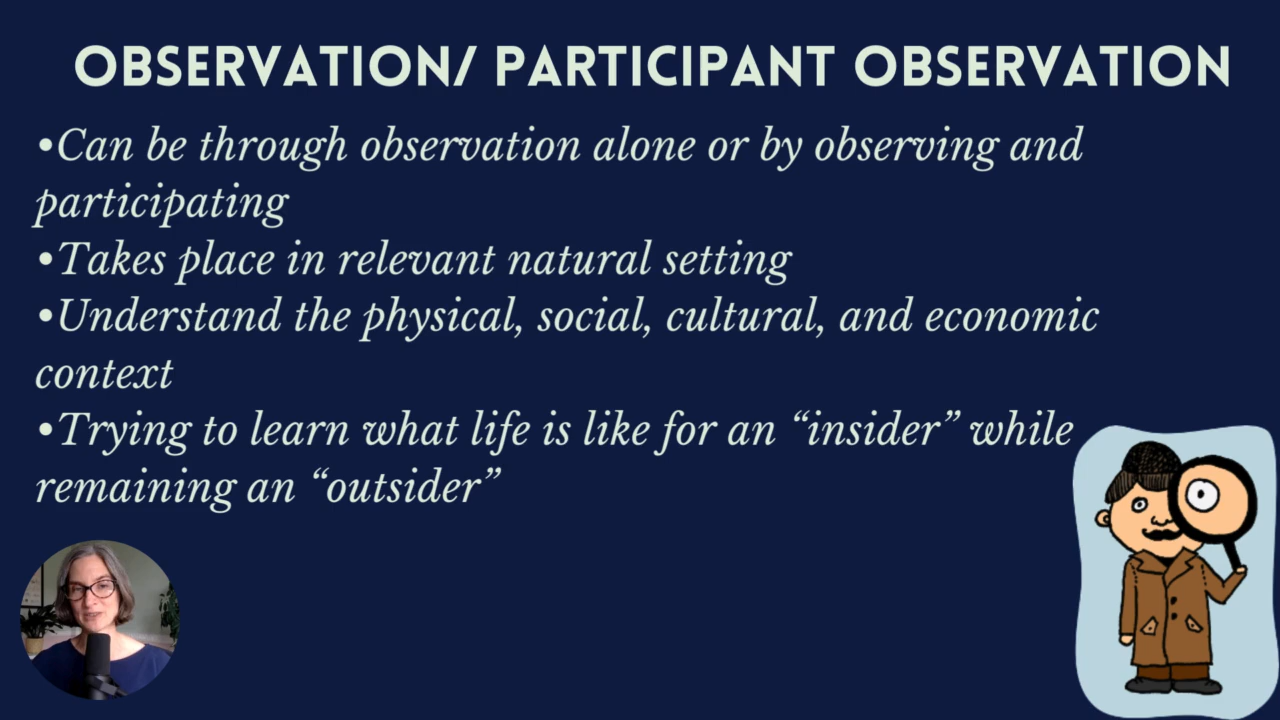 OBSERVATION/ PARTICIPANT OBSERVATION
•Can be through observation alone or by observing and
participating
•Takes place in relevant natural setting
•Understand the physical, social, cultural, and economic
context
•Trying to learn what life is like for an “insider” while
remaining an “outsider”